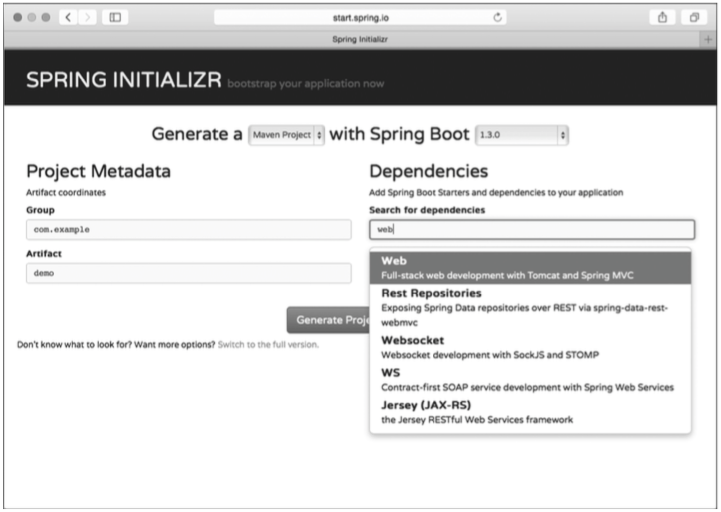 start.spring.io
Spring Initializr
SPRING INITIALIZR bootstrap your application now
Generate a Maven Project with Spring Boot 1.3.0
Project Metadata
Artifact coordinates
Group
com.example
Artifact
demo
Dependencies
Add Spring Boot Starters and dependencies to your application
Search for dependencies
web
Web
Full-stack web development with Tomcat and Spring MVC
Rest Repositories
Exposing Spring Data repositories over REST via spring-data-rest-
webmvc
Websocket
Websocket development with SockJS and STOMP
WS
Contract-first SOAP service development with Spring Web Services
Jersey (JAX-RS)
the Jersey RESTful Web Services framework
Generate Proje
Don't know what to look for? Want more options? Switch to the full version.